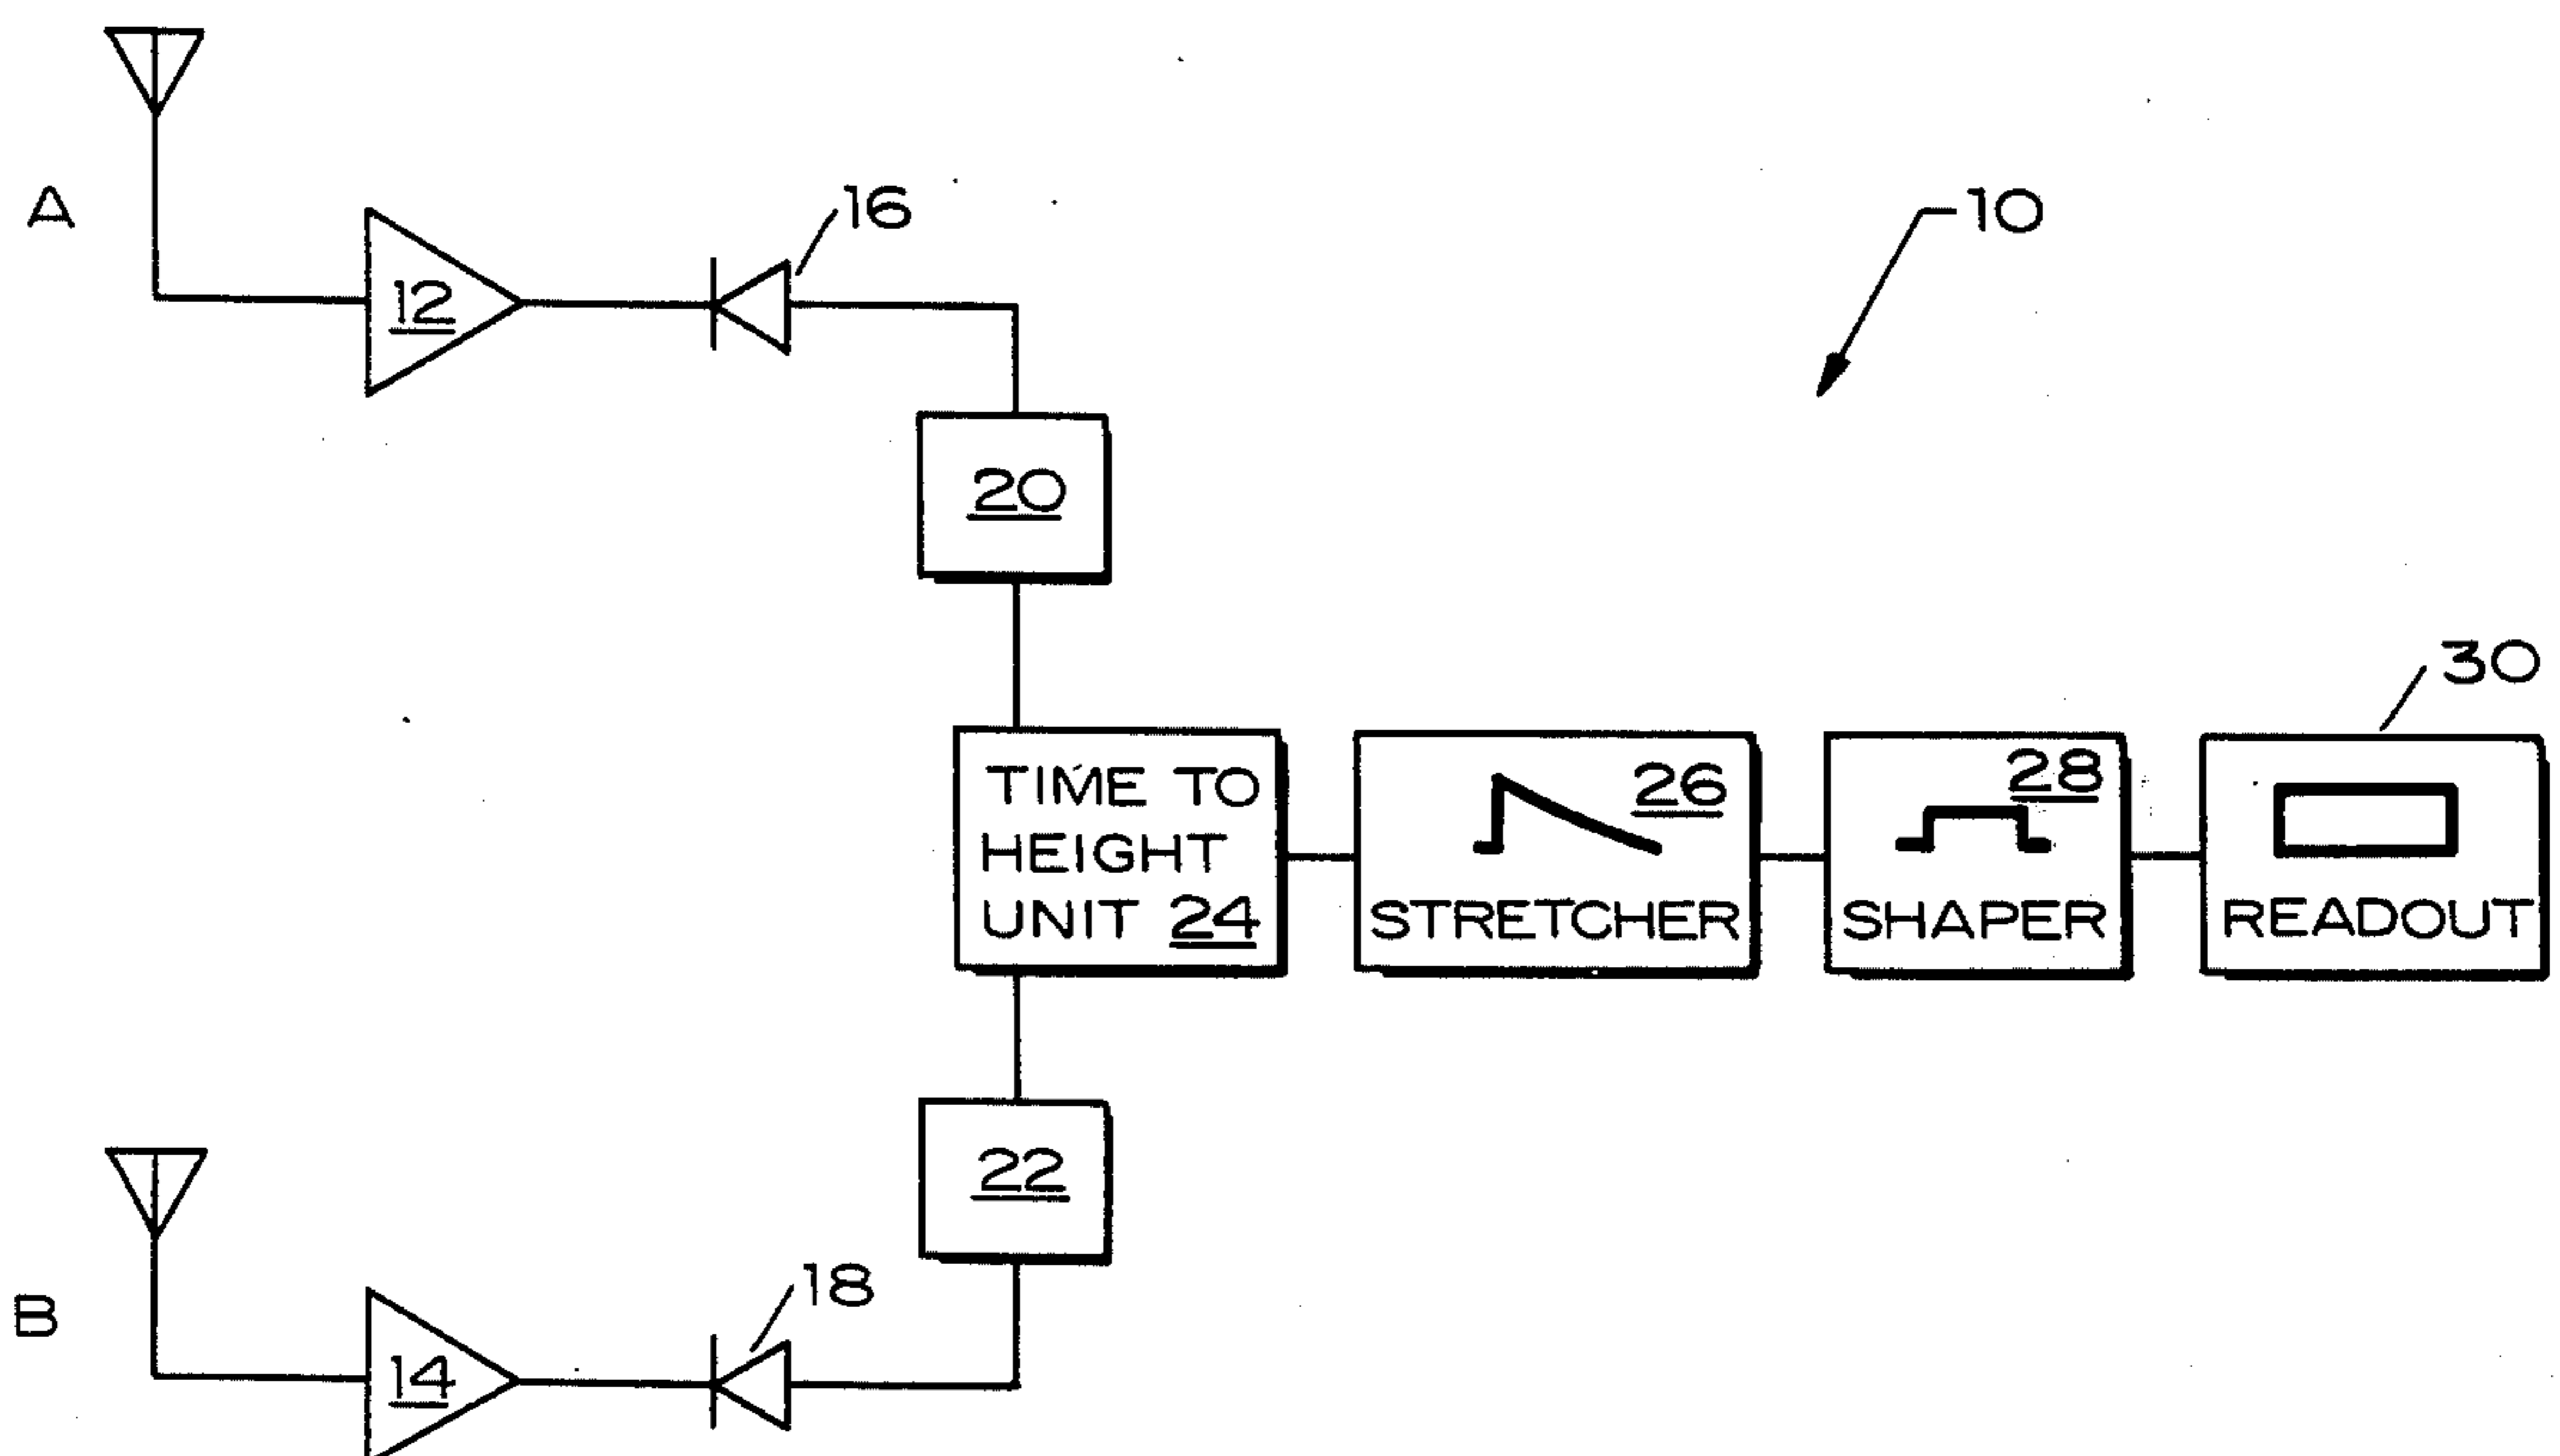 A
12
16
10
20
30
TIME TO
HEIGHT
UNIT 24
26
STRETCHER
28
SHAPER
READOUT
22
B
14
18